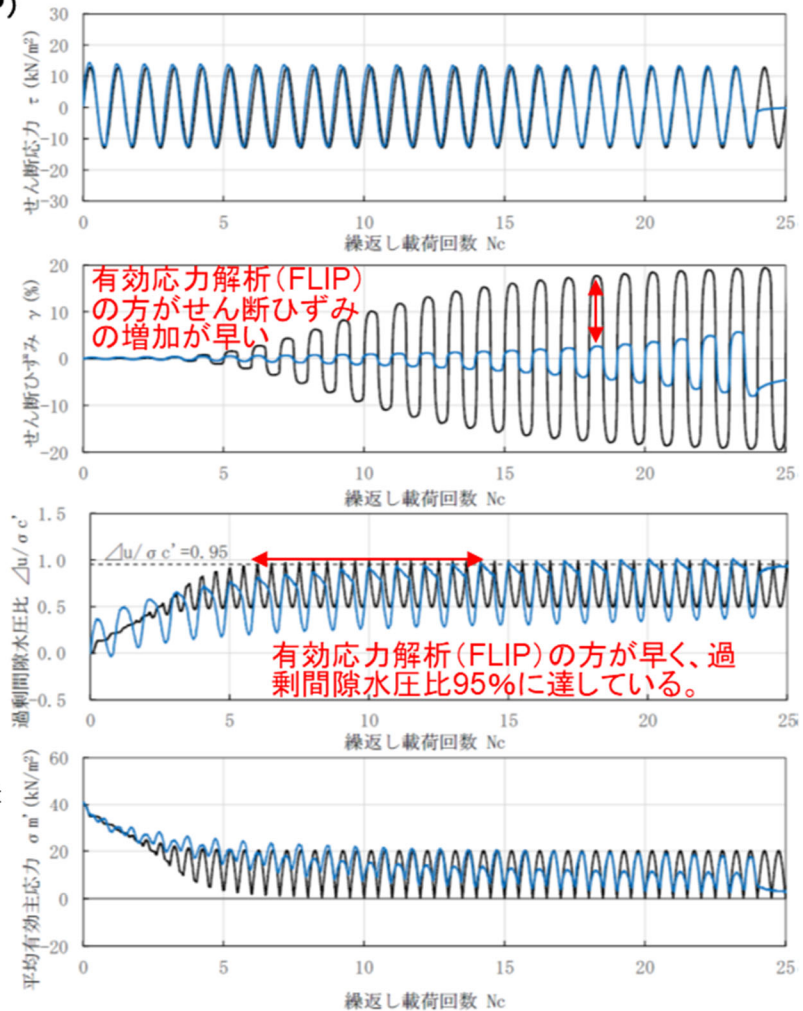 30
20
10
0
-10
-20
-30
せん断応力 τ (kN/m²)
0 5 10 15 20 25
繰返し載荷回数 Nc
有効応力解析(FLIP)
の方がせん断ひずみ
の増加が早い
20
10
0
-10
-20
せん断ひずみ γ (%)
0 5 10 15 20 25
繰返し載荷回数 Nc
1.5
1.0
0.5
0.0
-0.5
過剰間隙水圧比 ⊿u/σc'
⊿u/σc'=0.95
有効応力解析(FLIP)の方が早く、過
剰間隙水圧比95%に達している。
0 5 10 15 20 25
繰返し載荷回数 Nc
60
40
20
0
-20
平均有効主応力 σm'(kN/m²)
0 5 10 15 20 25
繰返し載荷回数 Nc